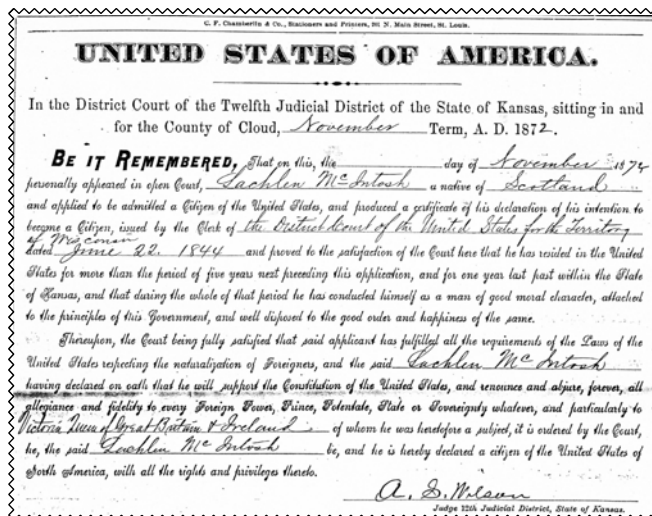 C. F. Chamberlin & Co., Stationers and Printers, 201 N. Main Street, St. Louis.
UNITED STATES OF AMERICA.
In the District Court of the Twelfth Judicial District of the State of Kansas, sitting in and
for the County of Cloud, November Term, A. D. 1872.
BE IT REMEMBERED, That on this, the day of November 1872
personally appeared in open Court, Lachlen McIntosh a native of Scotland
and applied to be admitted a Citizen of the United States, and produced a certificate of his declaration of his intention to
become a Citizen, issued by the Clerk of the District Court of the United States for the Territory
of Wisconsin
dated June 22. 1844 and proved to the satisfaction of the Court here that he has resided in the United
States for more than the period of five years next preceding this application, and for one year last past within the State
of Kansas, and that during the whole of that period he has conducted himself as a man of good moral character, attached
to the principles of this Government, and well disposed to the good order and happiness of the same.
Thereupon, the Court being fully satisfied that said applicant has fulfilled all the requirements of the Laws of the
United States respecting the naturalization of Foreigners, and the said Lachlen McIntosh
having declared on oath that he will support the Constitution of the United States, and renounce and abjure, forever, all
allegiance and fidelity to every Foreign Power, Prince, Potentate, State or Sovereignty whatever, and particularly to
Victoria Queen of Great Britain & Ireland of whom he was heretofore a subject, it is ordered by the Court,
he, the said Lachlen McIntosh be, and he is hereby declared a citizen of the United States of
North America, with all the rights and privileges thereto.
A. S. Wilson
Judge 12th Judicial District, State of Kansas.